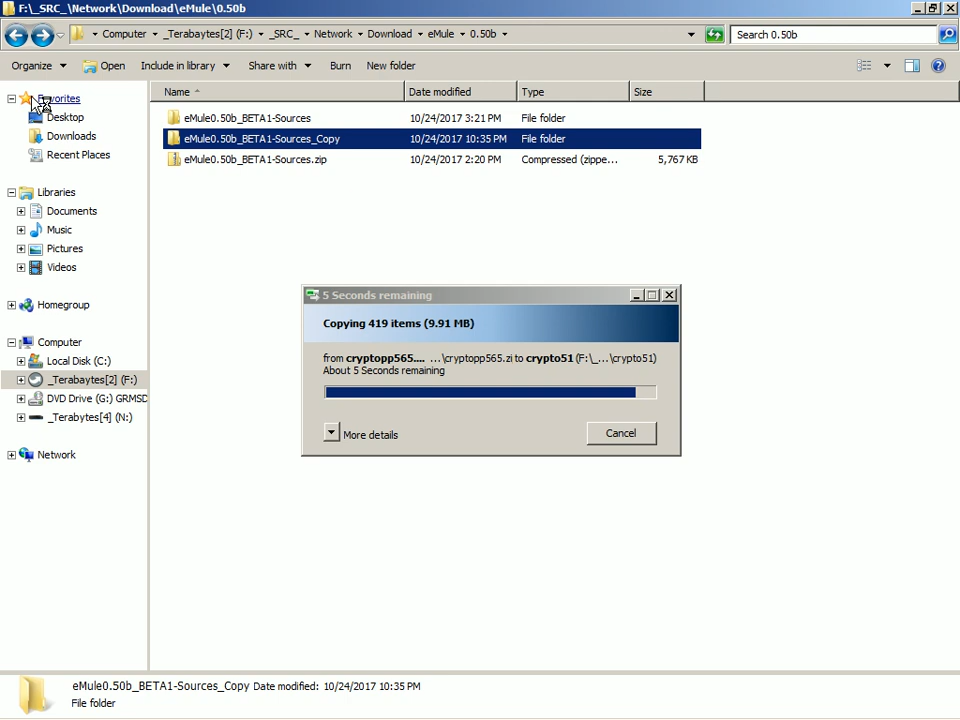 F:\_SRC_\Network\Download\eMule\0.50b
Computer _Terabaytes[2] (F:) _SRC_ Network Download eMule 0.50b Search 0.50b
Organize Open Include in library Share with Burn New folder
Name Date modified Type Size
Favorites
Desktop
Downloads
Recent Places
Libraries
Documents
Music
Pictures
Videos
Homegroup
Computer
Local Disk (C:)
_Terabaytes[2] (F:)
DVD Drive (G:) GRMSD
_Terabytes[4] (N:)
Network
eMule0.50b_BETA1-Sources 10/24/2017 3:21 PM File folder
eMule0.50b_BETA1-Sources_Copy 10/24/2017 10:35 PM File folder
eMule0.50b_BETA1-Sources.zip 10/24/2017 2:20 PM Compressed (zippe... 5,767 KB
5 Seconds remaining
Copying 419 items (9.91 MB)
from cryptopp565.... ...\cryptopp565.zi to crypto51 (F:\_...\crypto51)
About 5 Seconds remaining
More details Cancel
eMule0.50b_BETA1-Sources_Copy Date modified: 10/24/2017 10:35 PM
File folder